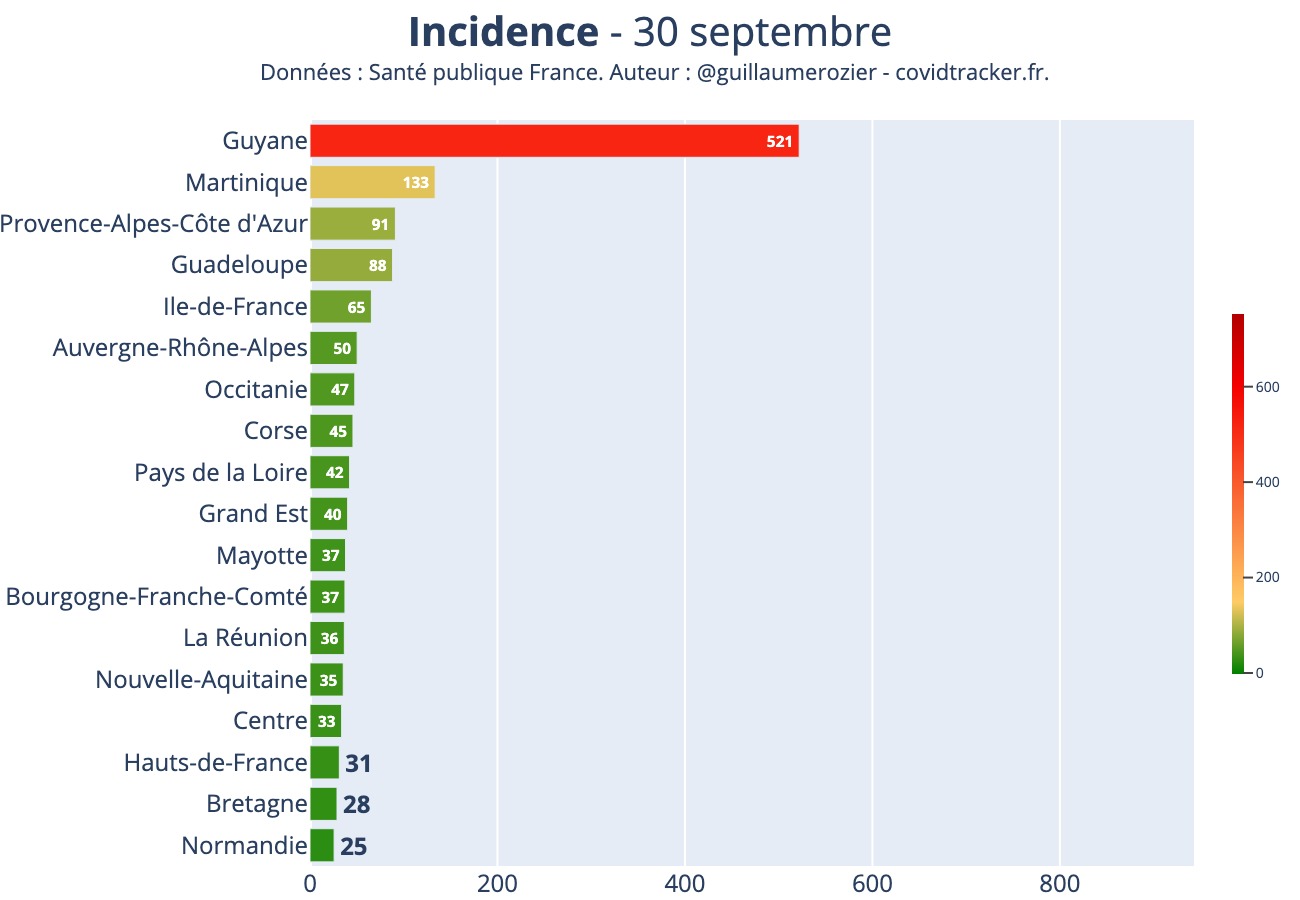 Incidence - 30 septembre
Données : Santé publique France. Auteur : @guillaumerozier - covidtracker.fr.
Guyane 521
Martinique 133
Provence-Alpes-Côte d'Azur 91
Guadeloupe 88
Ile-de-France 65
Auvergne-Rhône-Alpes 50
Occitanie 47
Corse 45
Pays de la Loire 42
Grand Est 40
Mayotte 37
Bourgogne-Franche-Comté 37
La Réunion 36
Nouvelle-Aquitaine 35
Centre 33
Hauts-de-France 31
Bretagne 28
Normandie 25
0 200 400 600 800
600
400
200
0